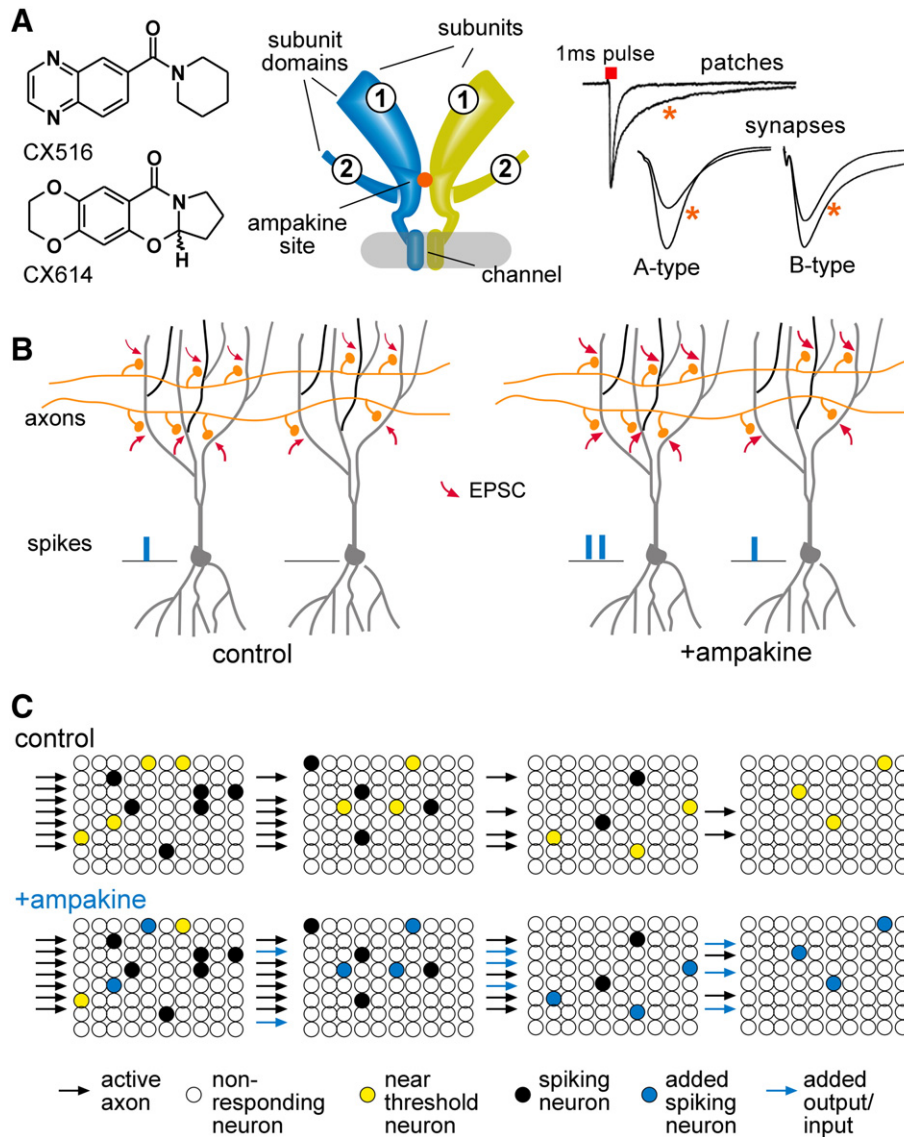 A
N
N
O
N
CX516
O
O
O
N
O
H
CX614
subunit
domains
subunits
1
1
2
2
ampakine
site
channel
1ms pulse
patches
*
synapses
*
*
A-type
B-type
B
axons
EPSC
spikes
control
+ampakine
C
control
+ampakine
active
axon
non-
responding
neuron
near
threshold
neuron
spiking
neuron
added
spiking
neuron
added
output/
input